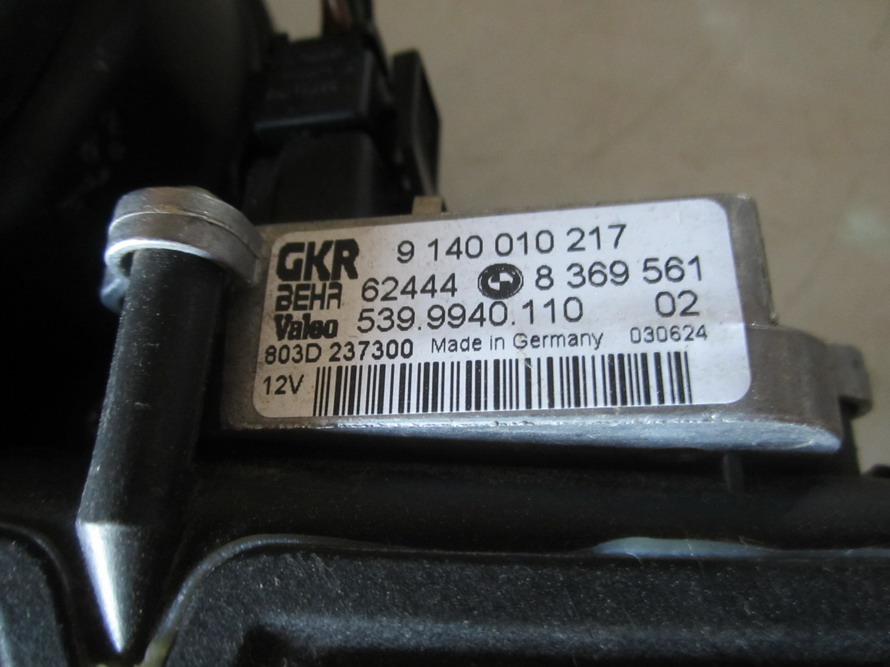 GKR 9 140 010 217
BEHR 62444 8 369 561
Valeo 539.9940.110 02
803D 237300 Made in Germany 030624
12V